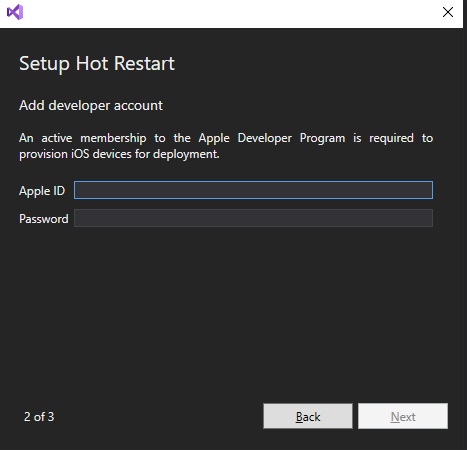 Setup Hot Restart
Add developer account
An active membership to the Apple Developer Program is required to
provision iOS devices for deployment.
Apple ID
Password
2 of 3
Back
Next